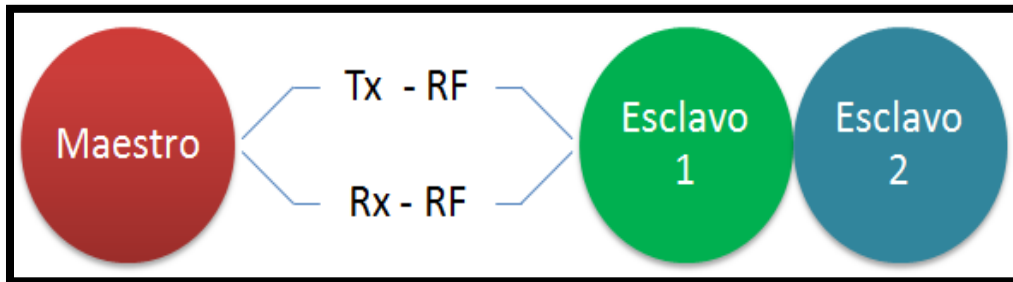 Maestro
Tx - RF
Rx - RF
Esclavo
1
Esclavo
2